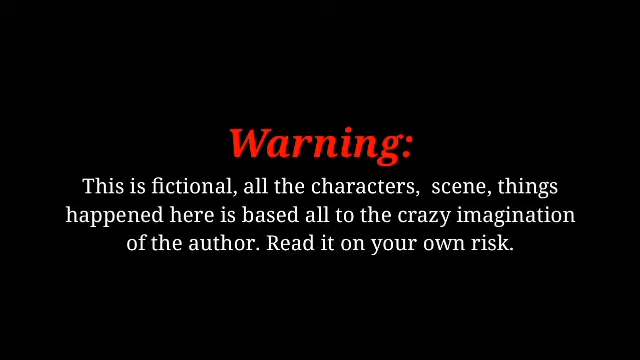 Warning:
This is fictional, all the characters,  scene, things
happened here is based all to the crazy imagination
of the author. Read it on your own risk.